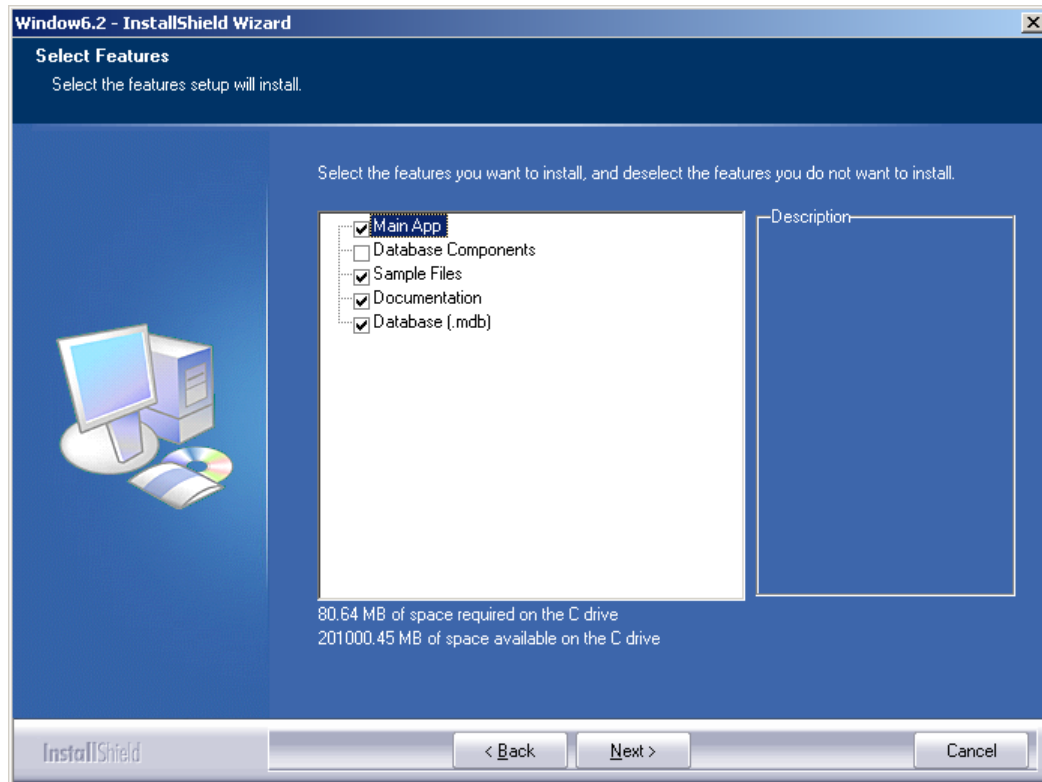 Window6.2 - InstallShield Wizard
Select Features
Select the features setup will install.
Select the features you want to install, and deselect the features you do not want to install.
Main App
Database Components
Sample Files
Documentation
Database (.mdb)
Description
80.64 MB of space required on the C drive
201000.45 MB of space available on the C drive
InstallShield
< Back
Next >
Cancel